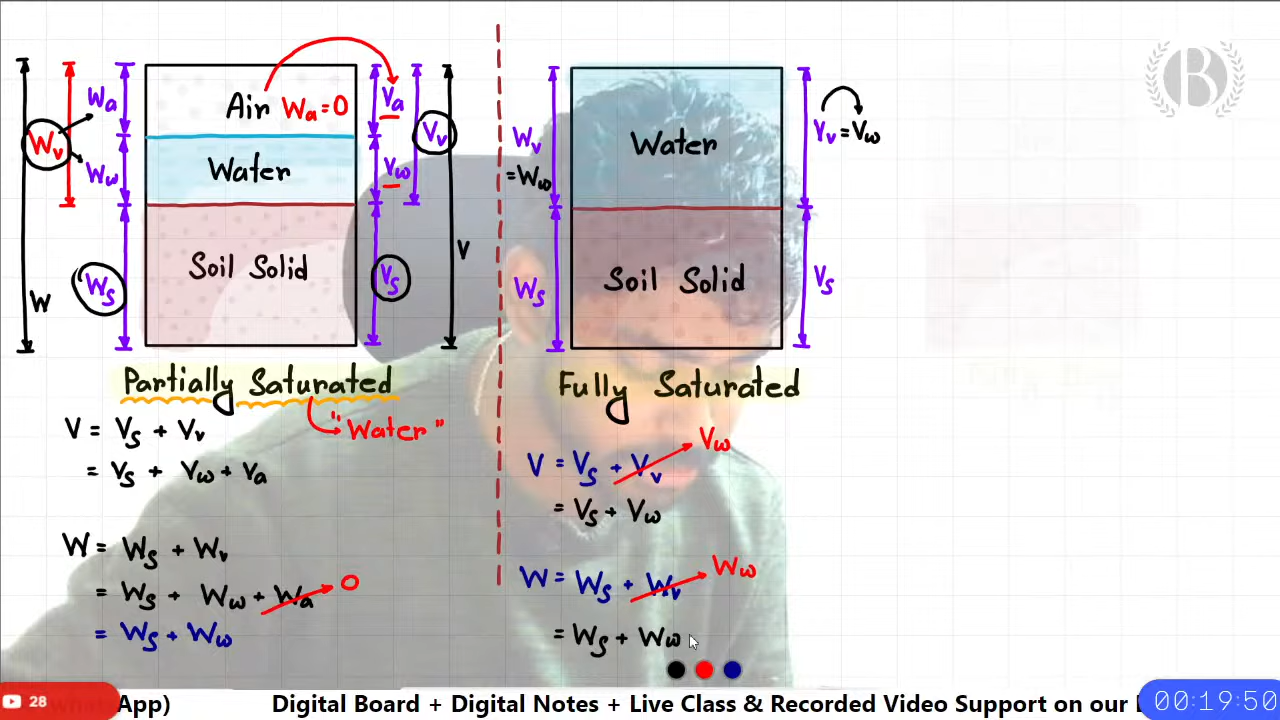 Air Wa=0
Water
Soil Solid
Wa
Wv
Ww
Ws
W
Va
Vv
Vw
Vs
V
Partially Saturated
"Water"
V = Vs + Vv
= Vs + Vw + Va
W = Ws + Wv
= Ws + Ww + Wa 0
= Ws + Ww
Water
Soil Solid
Wv
=Ww
Ws
Vv=Vw
Vs
Fully Saturated
V = Vs + Vv Vw
= Vs + Vw
W = Ws + Wv Ww
= Ws + Ww
B
28
App) Digital Board + Digital Notes + Live Class & Recorded Video Support on our
00:19:50